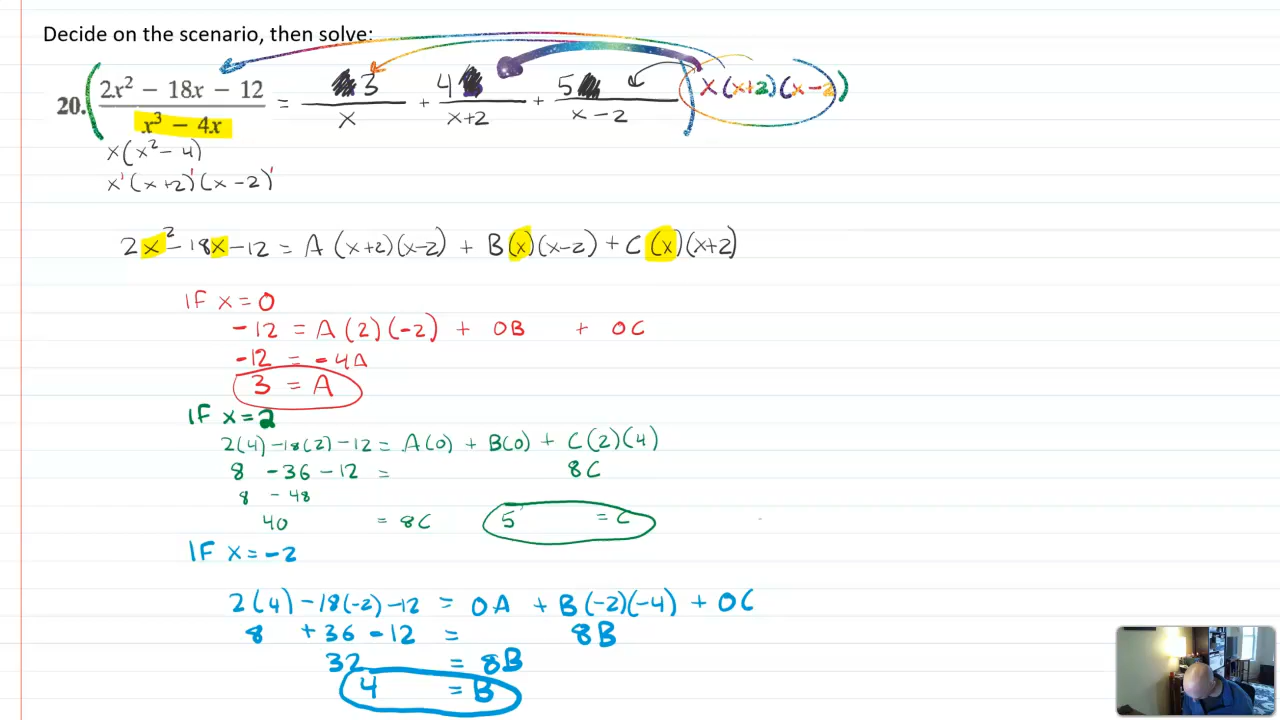 Decide on the scenario, then solve:
20. (2x² − 18x − 12 / x³ − 4x = 3 / x + 4 / x+2 + 5 / x−2) x(x+2)(x−2)
x(x² − 4)
x¹(x+2)¹(x−2)¹
2x² − 18x − 12 = A(x+2)(x−2) + B(x)(x−2) + C(x)(x+2)
IF x = 0
−12 = A(2)(−2) + 0B + 0C
−12 = −4A
3 = A
IF x = 2
2(4) −18(2) −12 = A(0) + B(0) + C(2)(4)
8 −36 −12 = 8C
8 −48
40 = 8C 5 = C
IF x = −2
2(4) −18(−2) −12 = 0A + B(−2)(−4) + 0C
8 +36 −12 = 8B
32 = 8B
4 = B